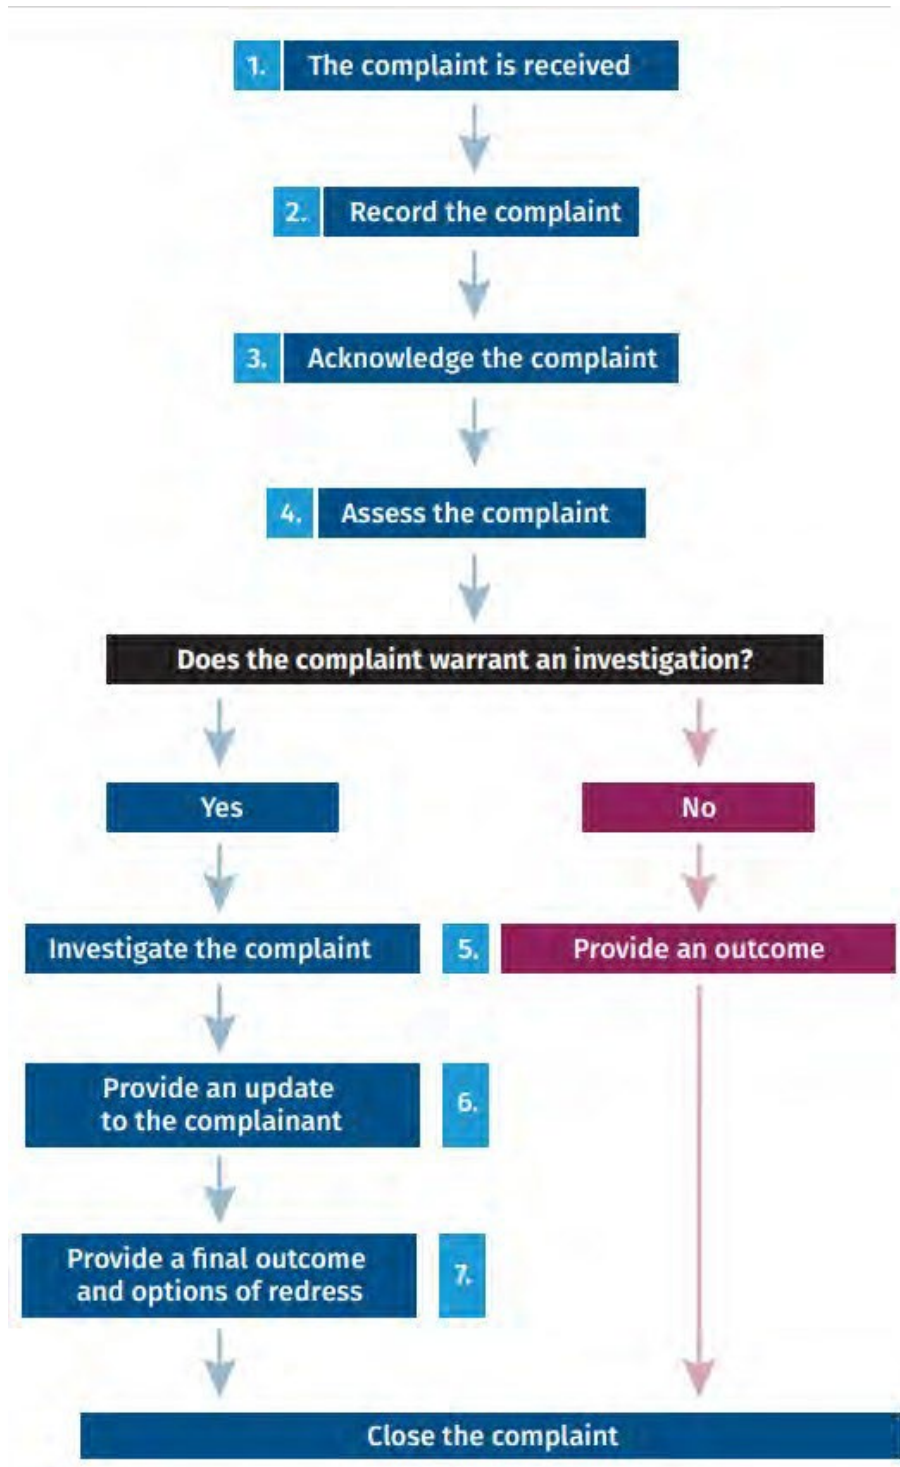 1. The complaint is received
2. Record the complaint
3. Acknowledge the complaint
4. Assess the complaint
Does the complaint warrant an investigation?
Yes
No
Investigate the complaint
5.
Provide an outcome
Provide an update
to the complainant
6.
Provide a final outcome
and options of redress
7.
Close the complaint